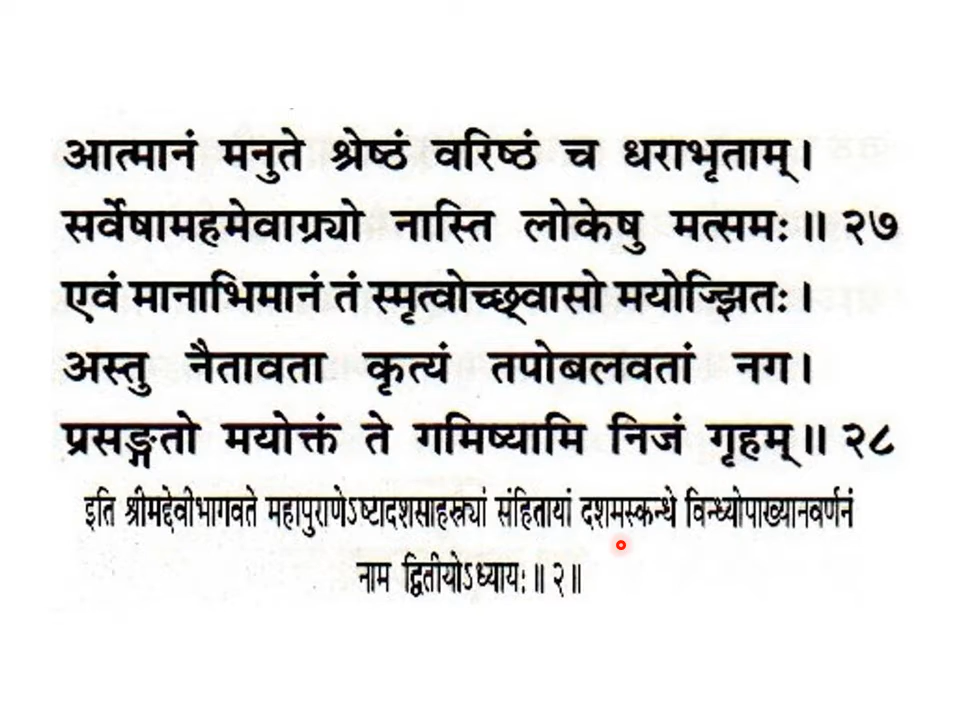 आत्मानं मनुते श्रेष्ठं वरिष्ठं च धराभृताम्।
सर्वेषामहमेवाग्र्यो नास्ति लोकेषु मत्समः॥ २७
एवं मानाभिमानं तं स्मृत्वोच्छ्वासो मयोज्झितः।
अस्तु नैतावता कृत्यं तपोबलवतां नग।
प्रसङ्गतो मयोक्तं ते गमिष्यामि निजं गृहम्॥ २८
इति श्रीमद्देवीभागवते महापुराणेऽष्टादशसाहस्र्यां संहितायां दशमस्कन्धे विन्ध्योपाख्यानवर्णनं
नाम द्वितीयोऽध्यायः॥ २॥